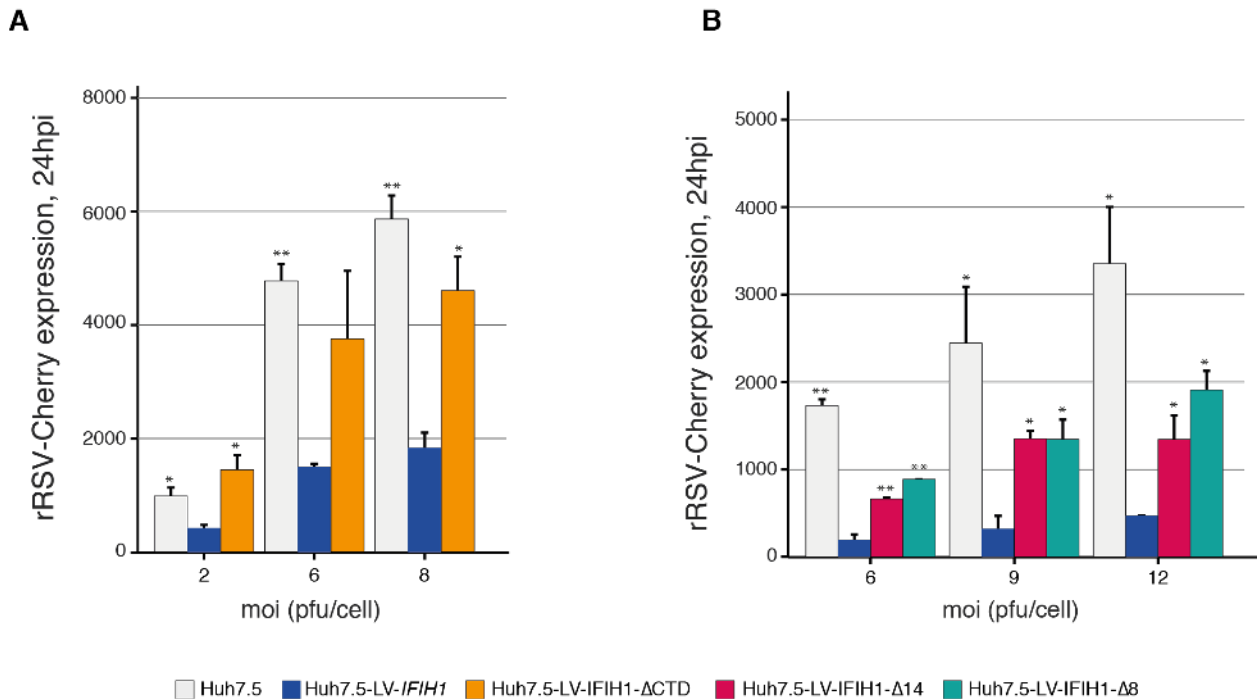 A
B
rRSV-Cherry expression, 24hpi
8000
6000
4000
2000
0
* *
** 
** *
2 6 8
moi (pfu/cell)
rRSV-Cherry expression, 24hpi
5000
4000
3000
2000
1000
0
** ** **
* * *
* * *
6 9 12
moi (pfu/cell)
Huh7.5 Huh7.5-LV-IFIH1 Huh7.5-LV-IFIH1-ΔCTD Huh7.5-LV-IFIH1-Δ14 Huh7.5-LV-IFIH1-Δ8